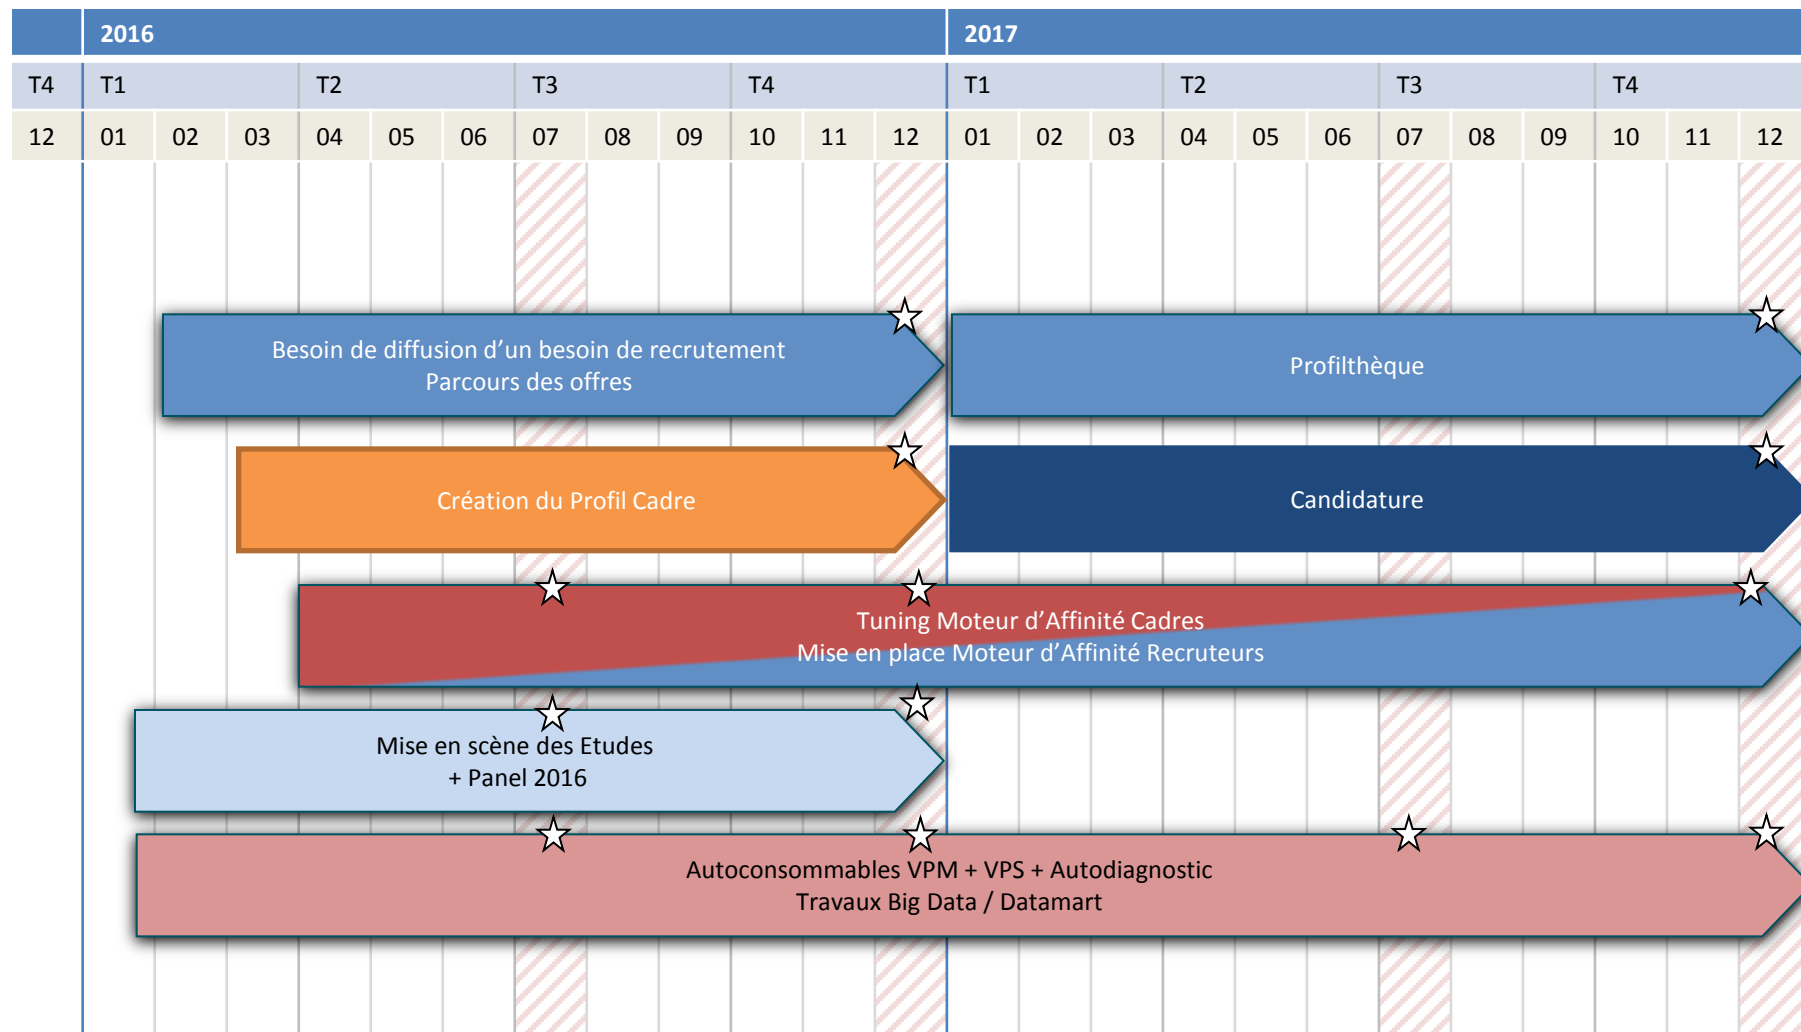 2016 2017
T4 T1 T2 T3 T4 T1 T2 T3 T4
12 01 02 03 04 05 06 07 08 09 10 11 12 01 02 03 04 05 06 07 08 09 10 11 12
Besoin de diffusion d’un besoin de recrutement
Parcours des offres
Profilthèque
Création du Profil Cadre
Candidature
Tuning Moteur d’Affinité Cadres
Mise en place Moteur d’Affinité Recruteurs
Mise en scène des Etudes
+ Panel 2016
Autoconsommables VPM + VPS + Autodiagnostic
Travaux Big Data / Datamart